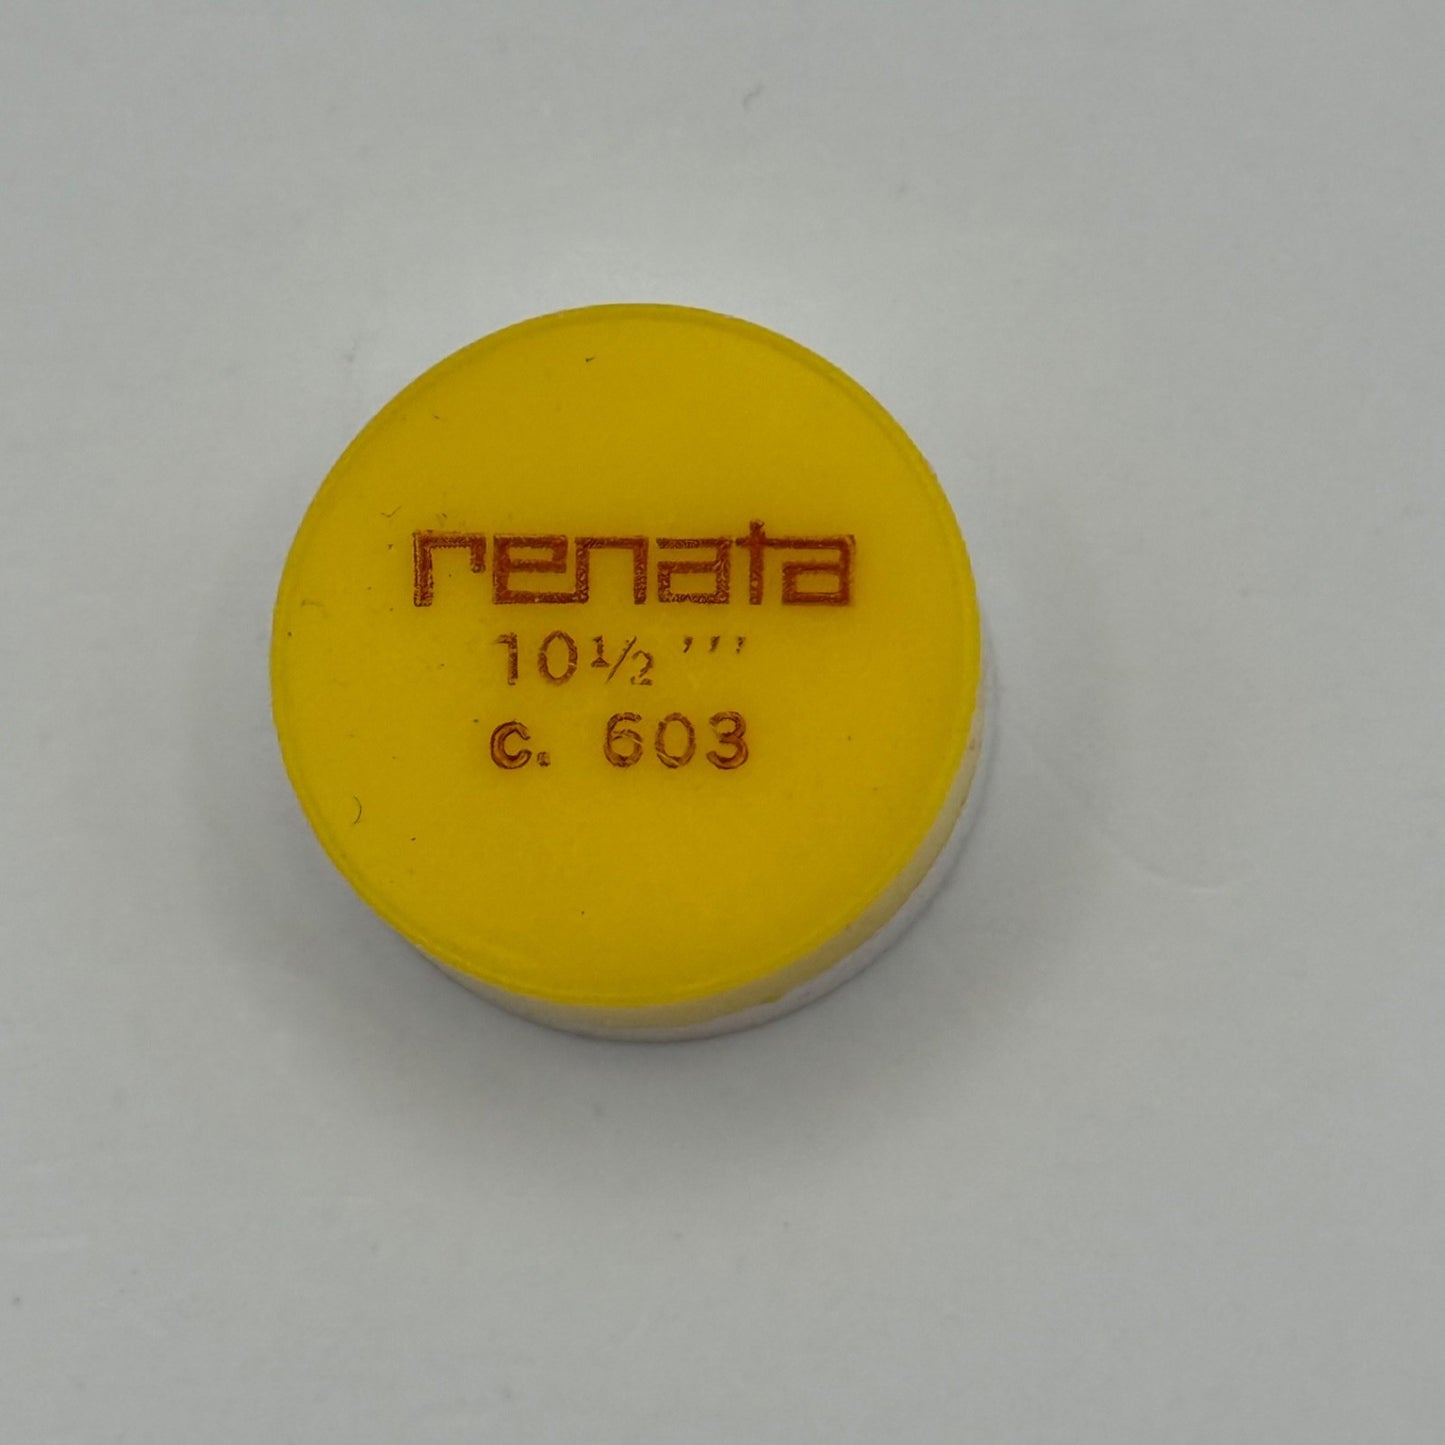 renata
10½ '''
c. 603